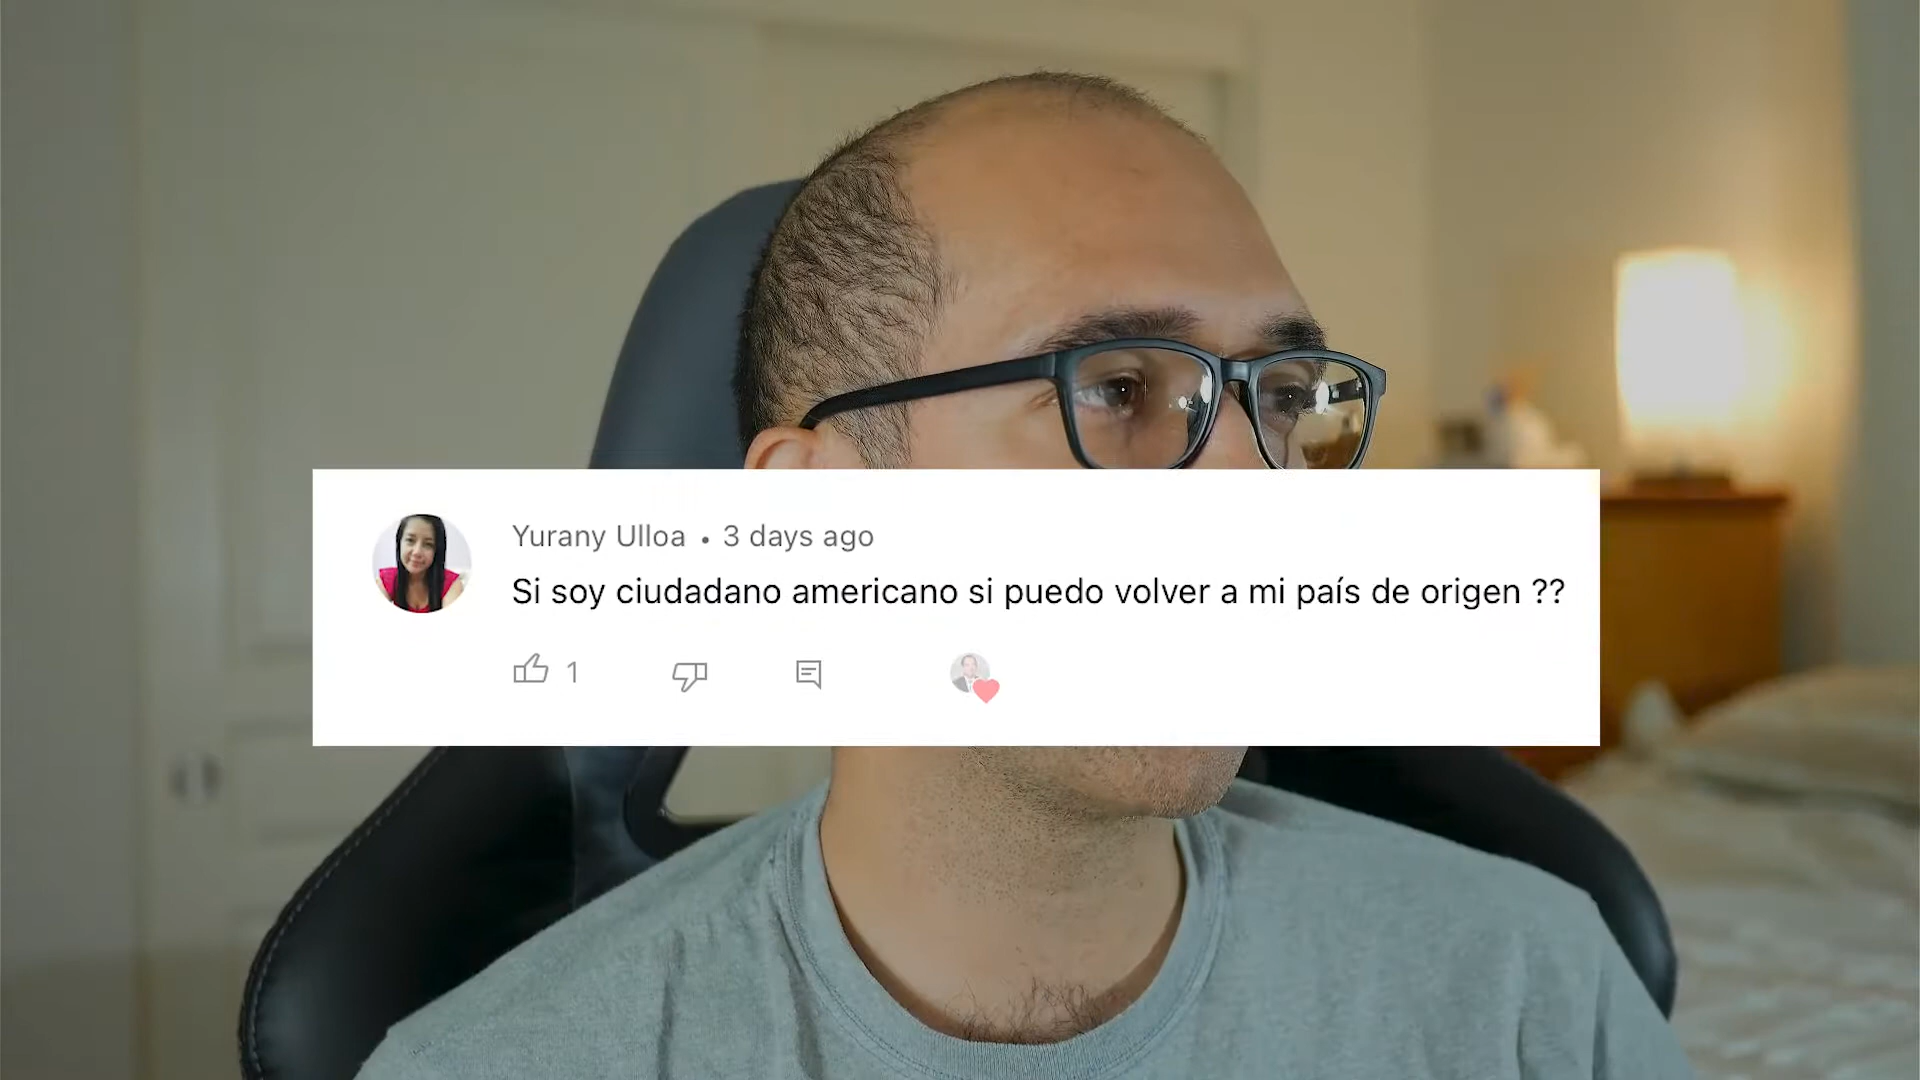 Yurany Ulloa • 3 days ago
Si soy ciudadano americano si puedo volver a mi país de origen ??
1